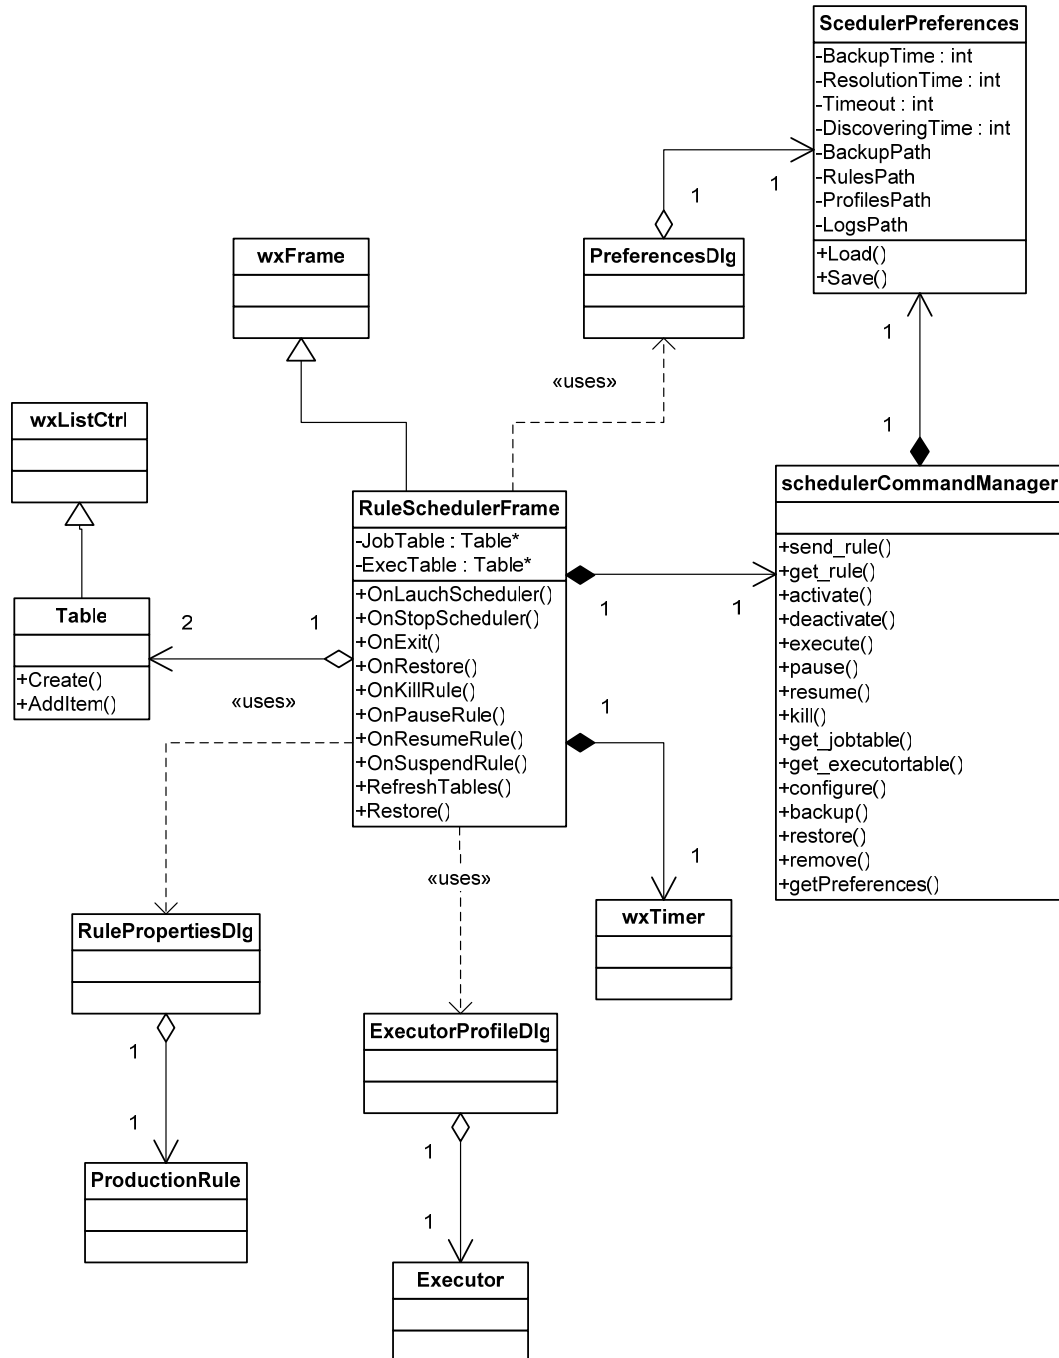 ScedulerPreferences
-BackupTime : int
-ResolutionTime : int
-Timeout : int
-DiscoveringTime : int
-BackupPath
-RulesPath
-ProfilesPath
-LogsPath
+Load()
+Save()
1
1
wxFrame
PreferencesDlg
1
«uses»
wxListCtrl
1
schedulerCommandManager
+send_rule()
+get_rule()
+activate()
+deactivate()
+execute()
+pause()
+resume()
+kill()
+get_jobtable()
+get_executortable()
+configure()
+backup()
+restore()
+remove()
+getPreferences()
RuleSchedulerFrame
-JobTable : Table*
-ExecTable : Table*
+OnLauchScheduler()
+OnStopScheduler()
+OnExit()
+OnRestore()
+OnKillRule()
+OnPauseRule()
+OnResumeRule()
+OnSuspendRule()
+RefreshTables()
+Restore()
1
1
Table
+Create()
+AddItem()
2
1
«uses»
1
1
«uses»
wxTimer
RulePropertiesDlg
1
1
ProductionRule
ExecutorProfileDlg
1
1
Executor